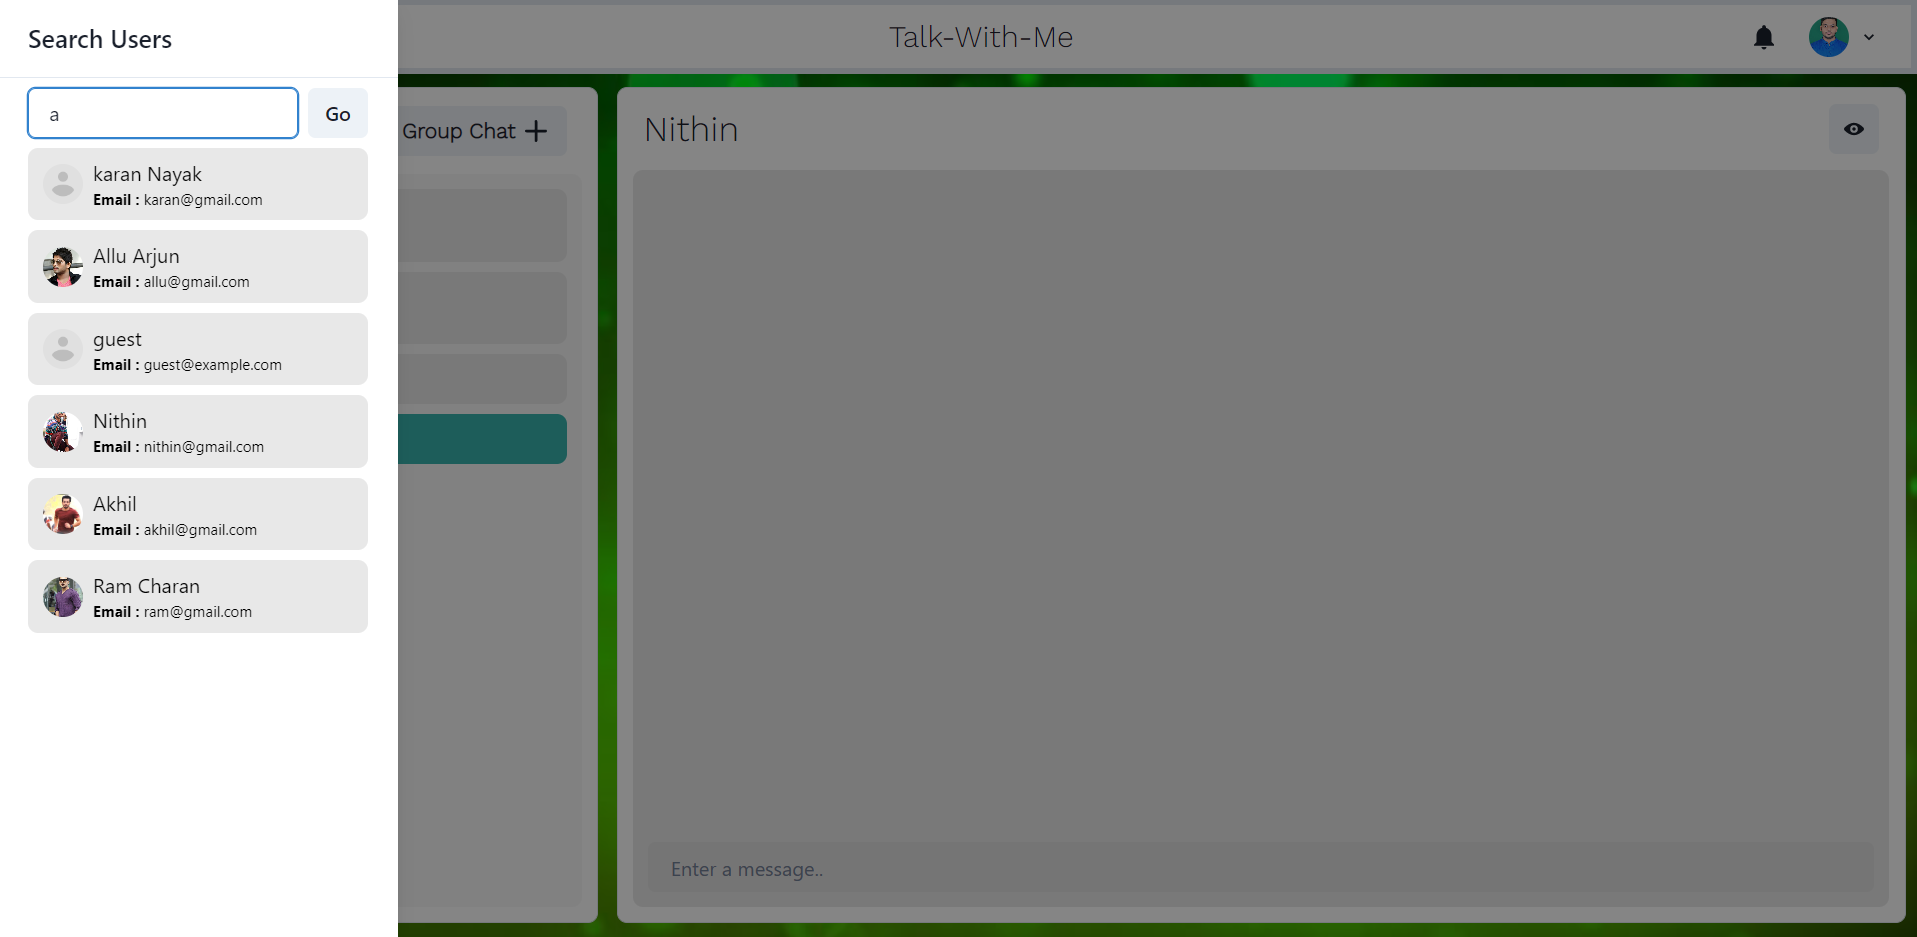 Search Users
a
Go
karan Nayak
Email : karan@gmail.com
Allu Arjun
Email : allu@gmail.com
guest
Email : guest@example.com
Nithin
Email : nithin@gmail.com
Akhil
Email : akhil@gmail.com
Ram Charan
Email : ram@gmail.com
Talk-With-Me
Group Chat +
Nithin
Enter a message..